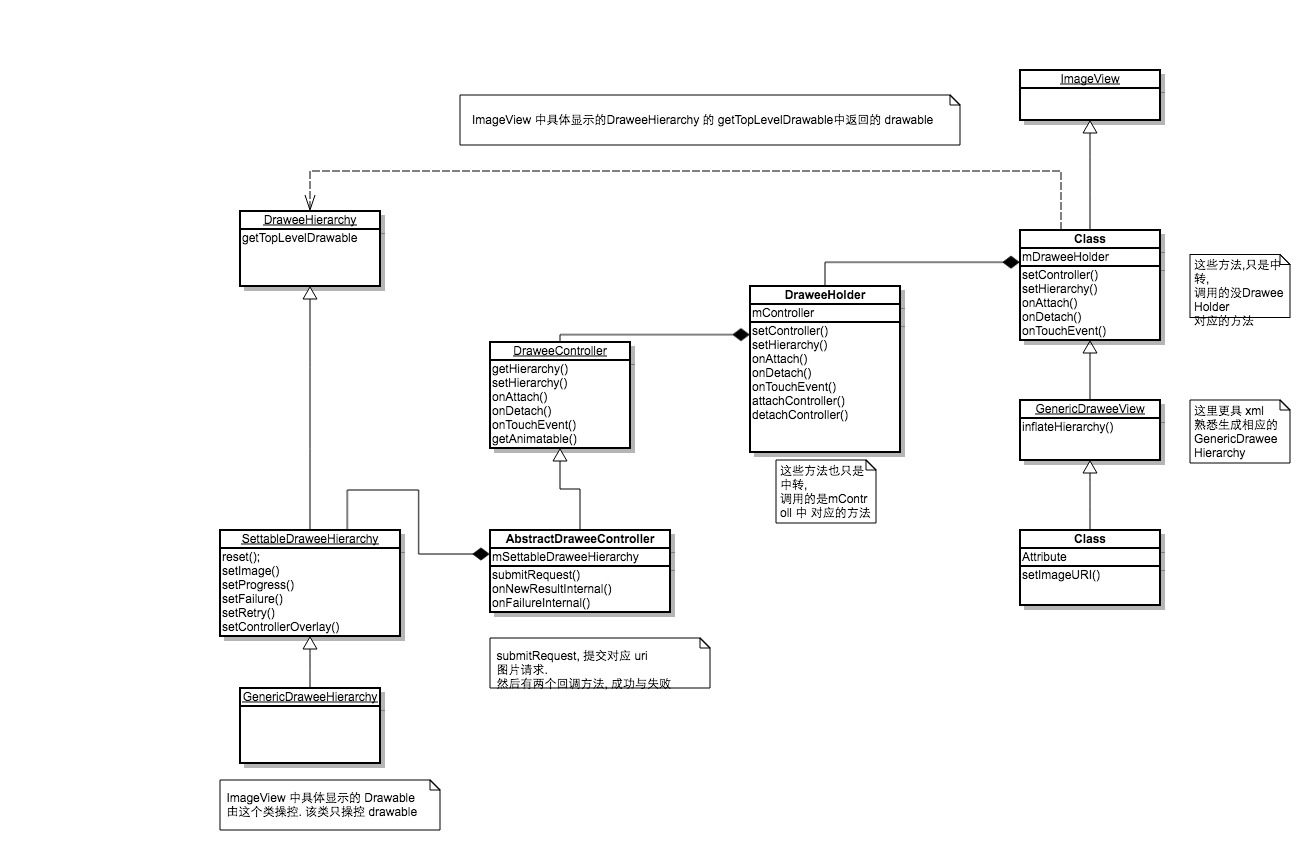 ImageView
ImageView 中具体显示的DraweeHierarchy 的 getTopLevelDrawable中返回的 drawable
DraweeHierarchy
getTopLevelDrawable
Class
mDraweeHolder
setController()
setHierarchy()
onAttach()
onDetach()
onTouchEvent()
这些方法,只是中
转,
调用的没Drawee
Holder
对应的方法
DraweeHolder
mController
setController()
setHierarchy()
onAttach()
onDetach()
onTouchEvent()
attachController()
detachController()
DraweeController
getHierarchy()
setHierarchy()
onAttach()
onDetach()
onTouchEvent()
getAnimatable()
GenericDraweeView
inflateHierarchy()
这里更具 xml
熟悉生成相应的
GenericDrawee
Hierarchy
这些方法也只是
中转,
调用的是mContr
oll 中 对应的方法
SettableDraweeHierarchy
reset();
setImage()
setProgress()
setFailure()
setRetry()
setControllerOverlay()
AbstractDraweeController
mSettableDraweeHierarchy
submitRequest()
onNewResultInternal()
onFailureInternal()
Class
Attribute
setImageURI()
submitRequest, 提交对应 uri
图片请求.
然后有两个回调方法, 成功与失败
GenericDraweeHierarchy
ImageView 中具体显示的 Drawable
由这个类操控. 该类只操控 drawable